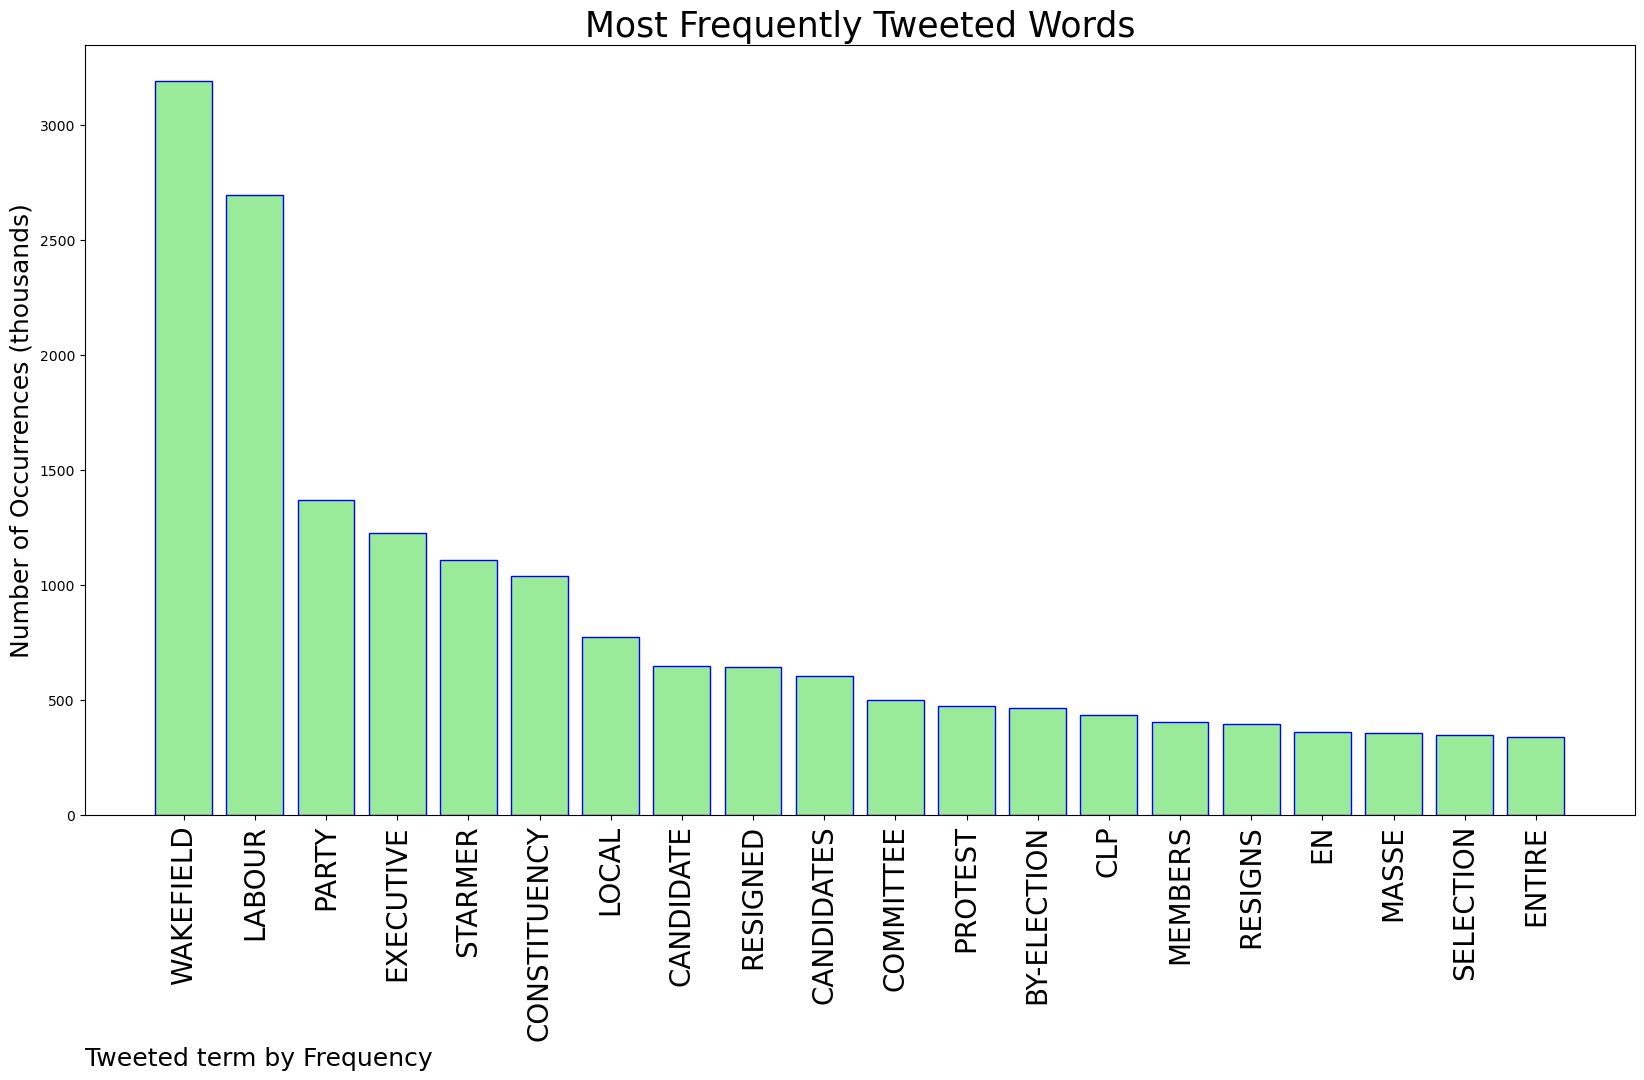 Most Frequently Tweeted Words
Number of Occurrences (thousands)
3000
2500
2000
1500
1000
500
0
WAKEFIELD
LABOUR
PARTY
EXECUTIVE
STARMER
CONSTITUENCY
LOCAL
CANDIDATE
RESIGNED
CANDIDATES
COMMITTEE
PROTEST
BY-ELECTION
CLP
MEMBERS
RESIGNS
EN
MASSE
SELECTION
ENTIRE
Tweeted term by Frequency